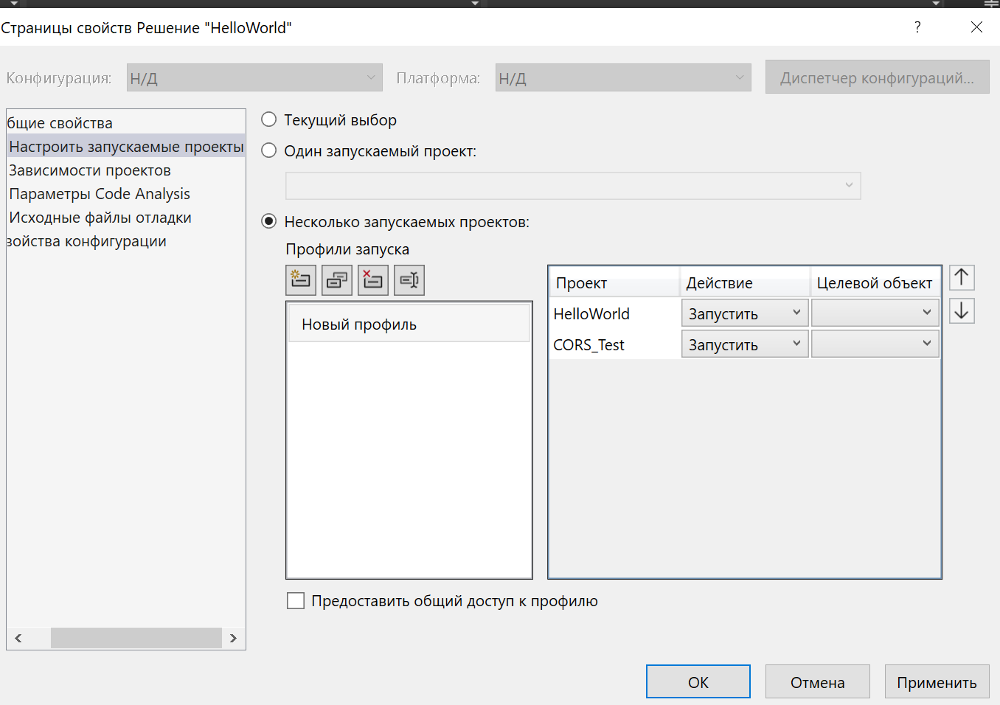 Страницы свойств Решение "HelloWorld"
?
Конфигурация: Н/Д Платформа: Н/Д Диспетчер конфигураций...
бщие свойства
Настроить запускаемые проекты
Зависимости проектов
Параметры Code Analysis
Исходные файлы отладки
войства конфигурации
Текущий выбор
Один запускаемый проект:
Несколько запускаемых проектов:
Профили запуска
Новый профиль
Проект Действие Целевой объект
HelloWorld Запустить
CORS_Test Запустить
Предоставить общий доступ к профилю
ОК Отмена Применить